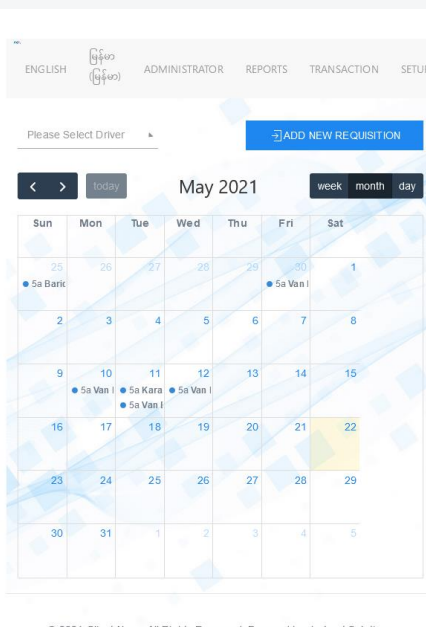 ENGLISH
မြန်မာ
(မြန်မာ)
ADMINISTRATOR REPORTS TRANSACTION
Please Select Driver
ADD NEW REQUISITION
today May 2021 week month day
Sun Mon Tue Wed Thu Fri Sat
25 26 27 28 29 30 1
5a 5a Van
2 3 4 5 6 7 8
9 10 11 12 13 14 15
5a Van 5a Kara 5a Van
5a Van
16 17 18 19 20 21 22
23 24 25 26 27 28 29
30 31 1 2 3 4 5